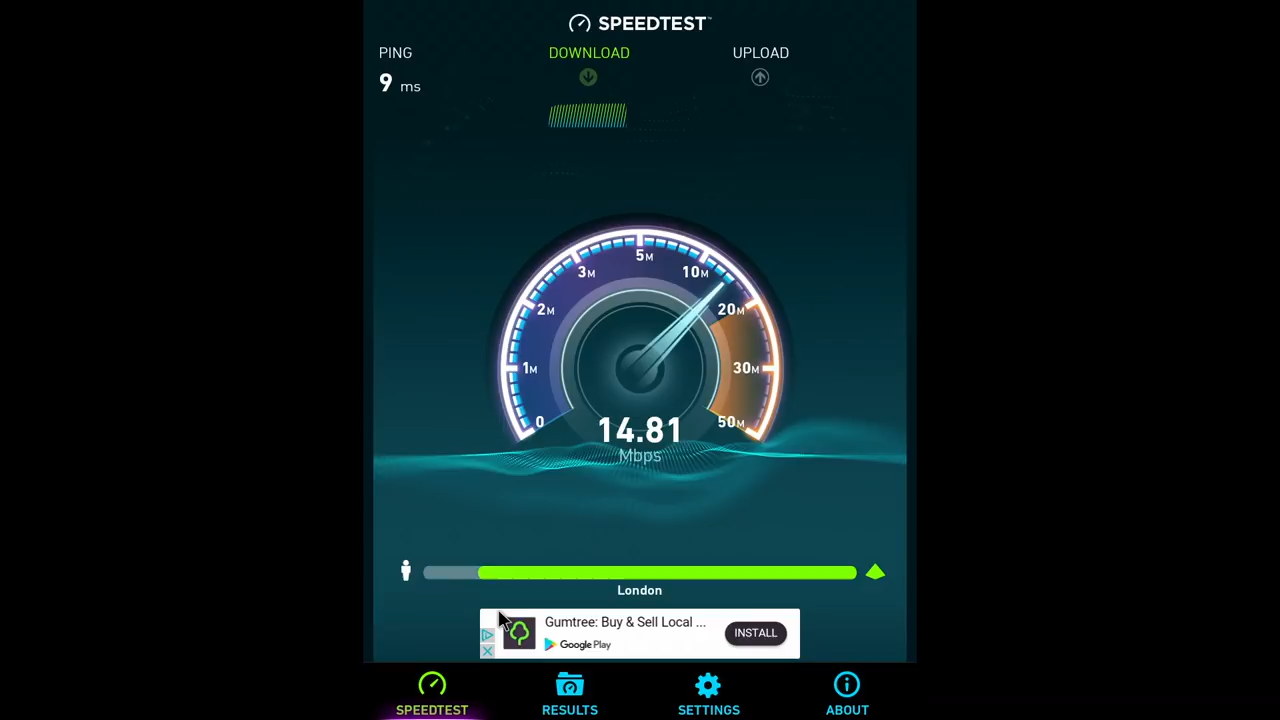 SPEEDTEST™
PING DOWNLOAD UPLOAD
9 ms
5M
3M 10M
2M 20M
1M 30M
0 50M
14.81
Mbps
London
Gumtree: Buy & Sell Local ...
Google Play
INSTALL
SPEEDTEST RESULTS SETTINGS ABOUT